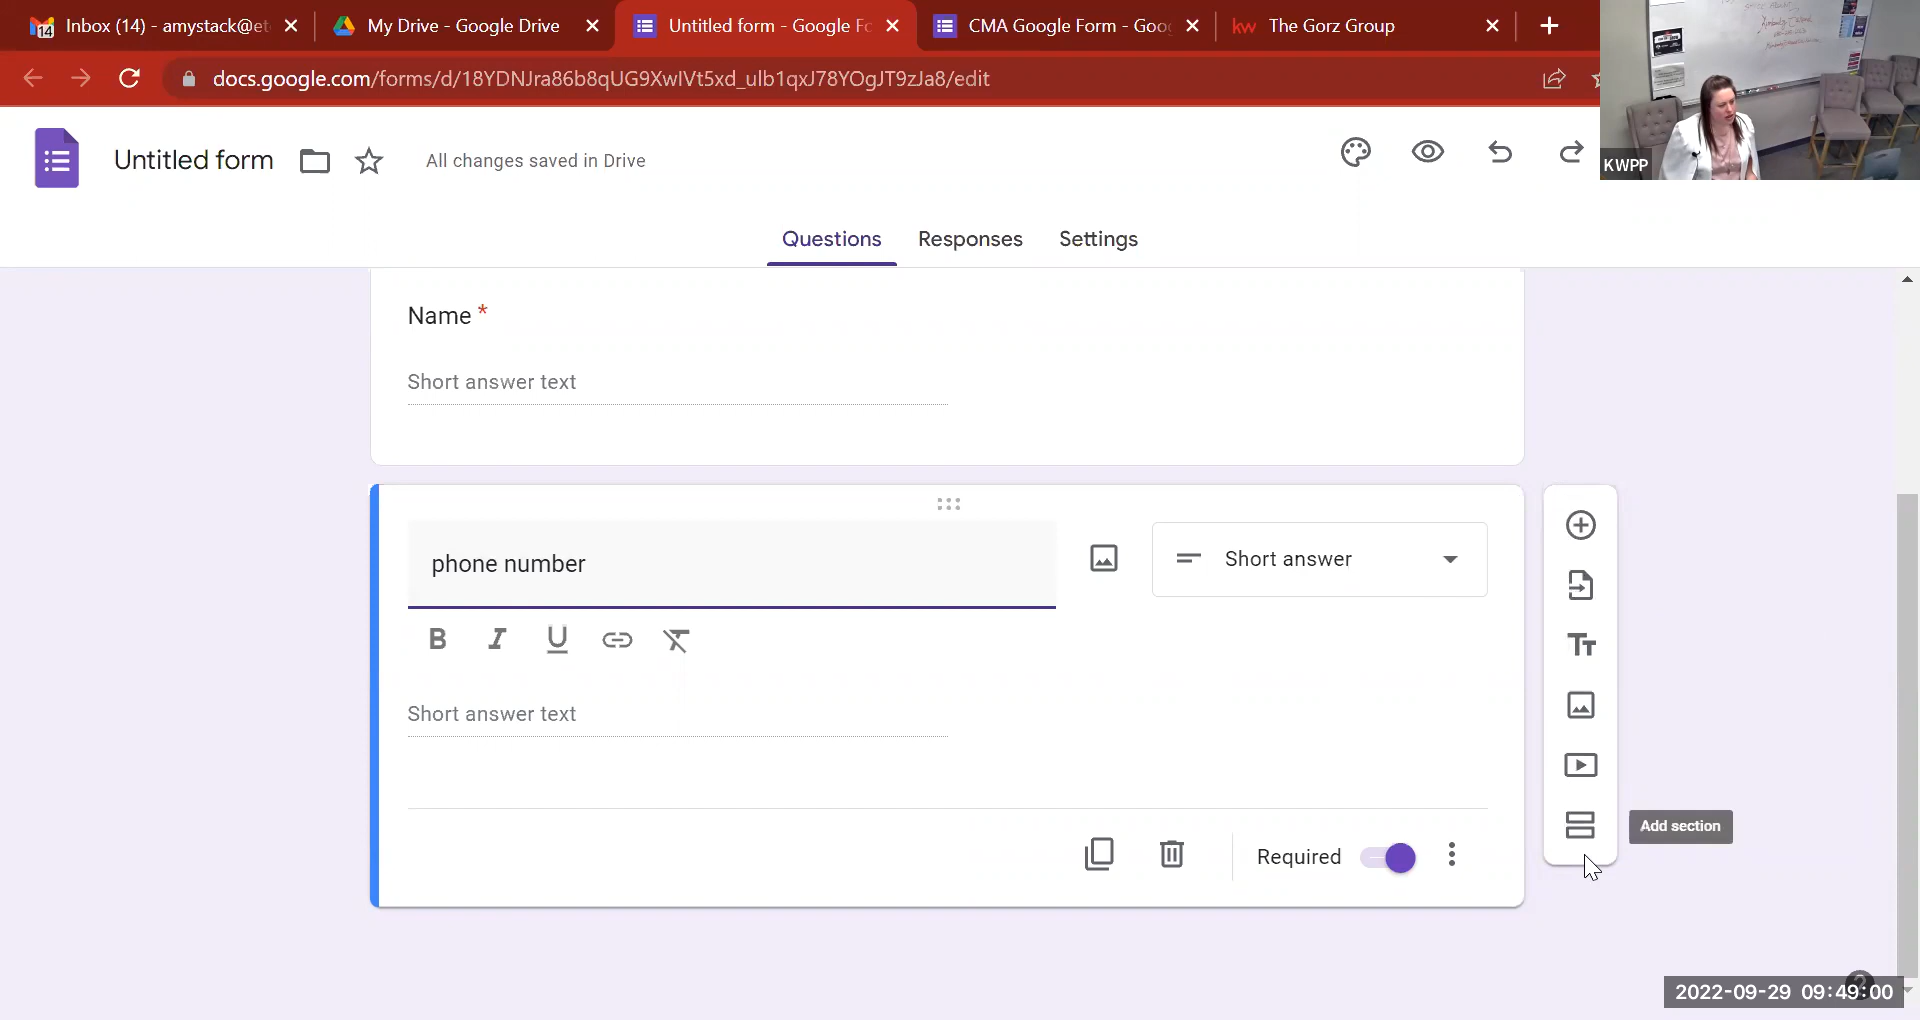 Inbox (14) - amystack@et
My Drive - Google Drive
Untitled form - Google Fo
CMA Google Form - Goog
kw The Gorz Group
docs.google.com/forms/d/18YDNJra86b8qUG9XwIVt5xd_ulb1qxJ78YOgJT9zJa8/edit
Untitled form
All changes saved in Drive
KWPP
Questions
Responses
Settings
Name *
Short answer text
phone number
Short answer
B I U
Short answer text
Add section
Required
2022-09-29 09:49:00